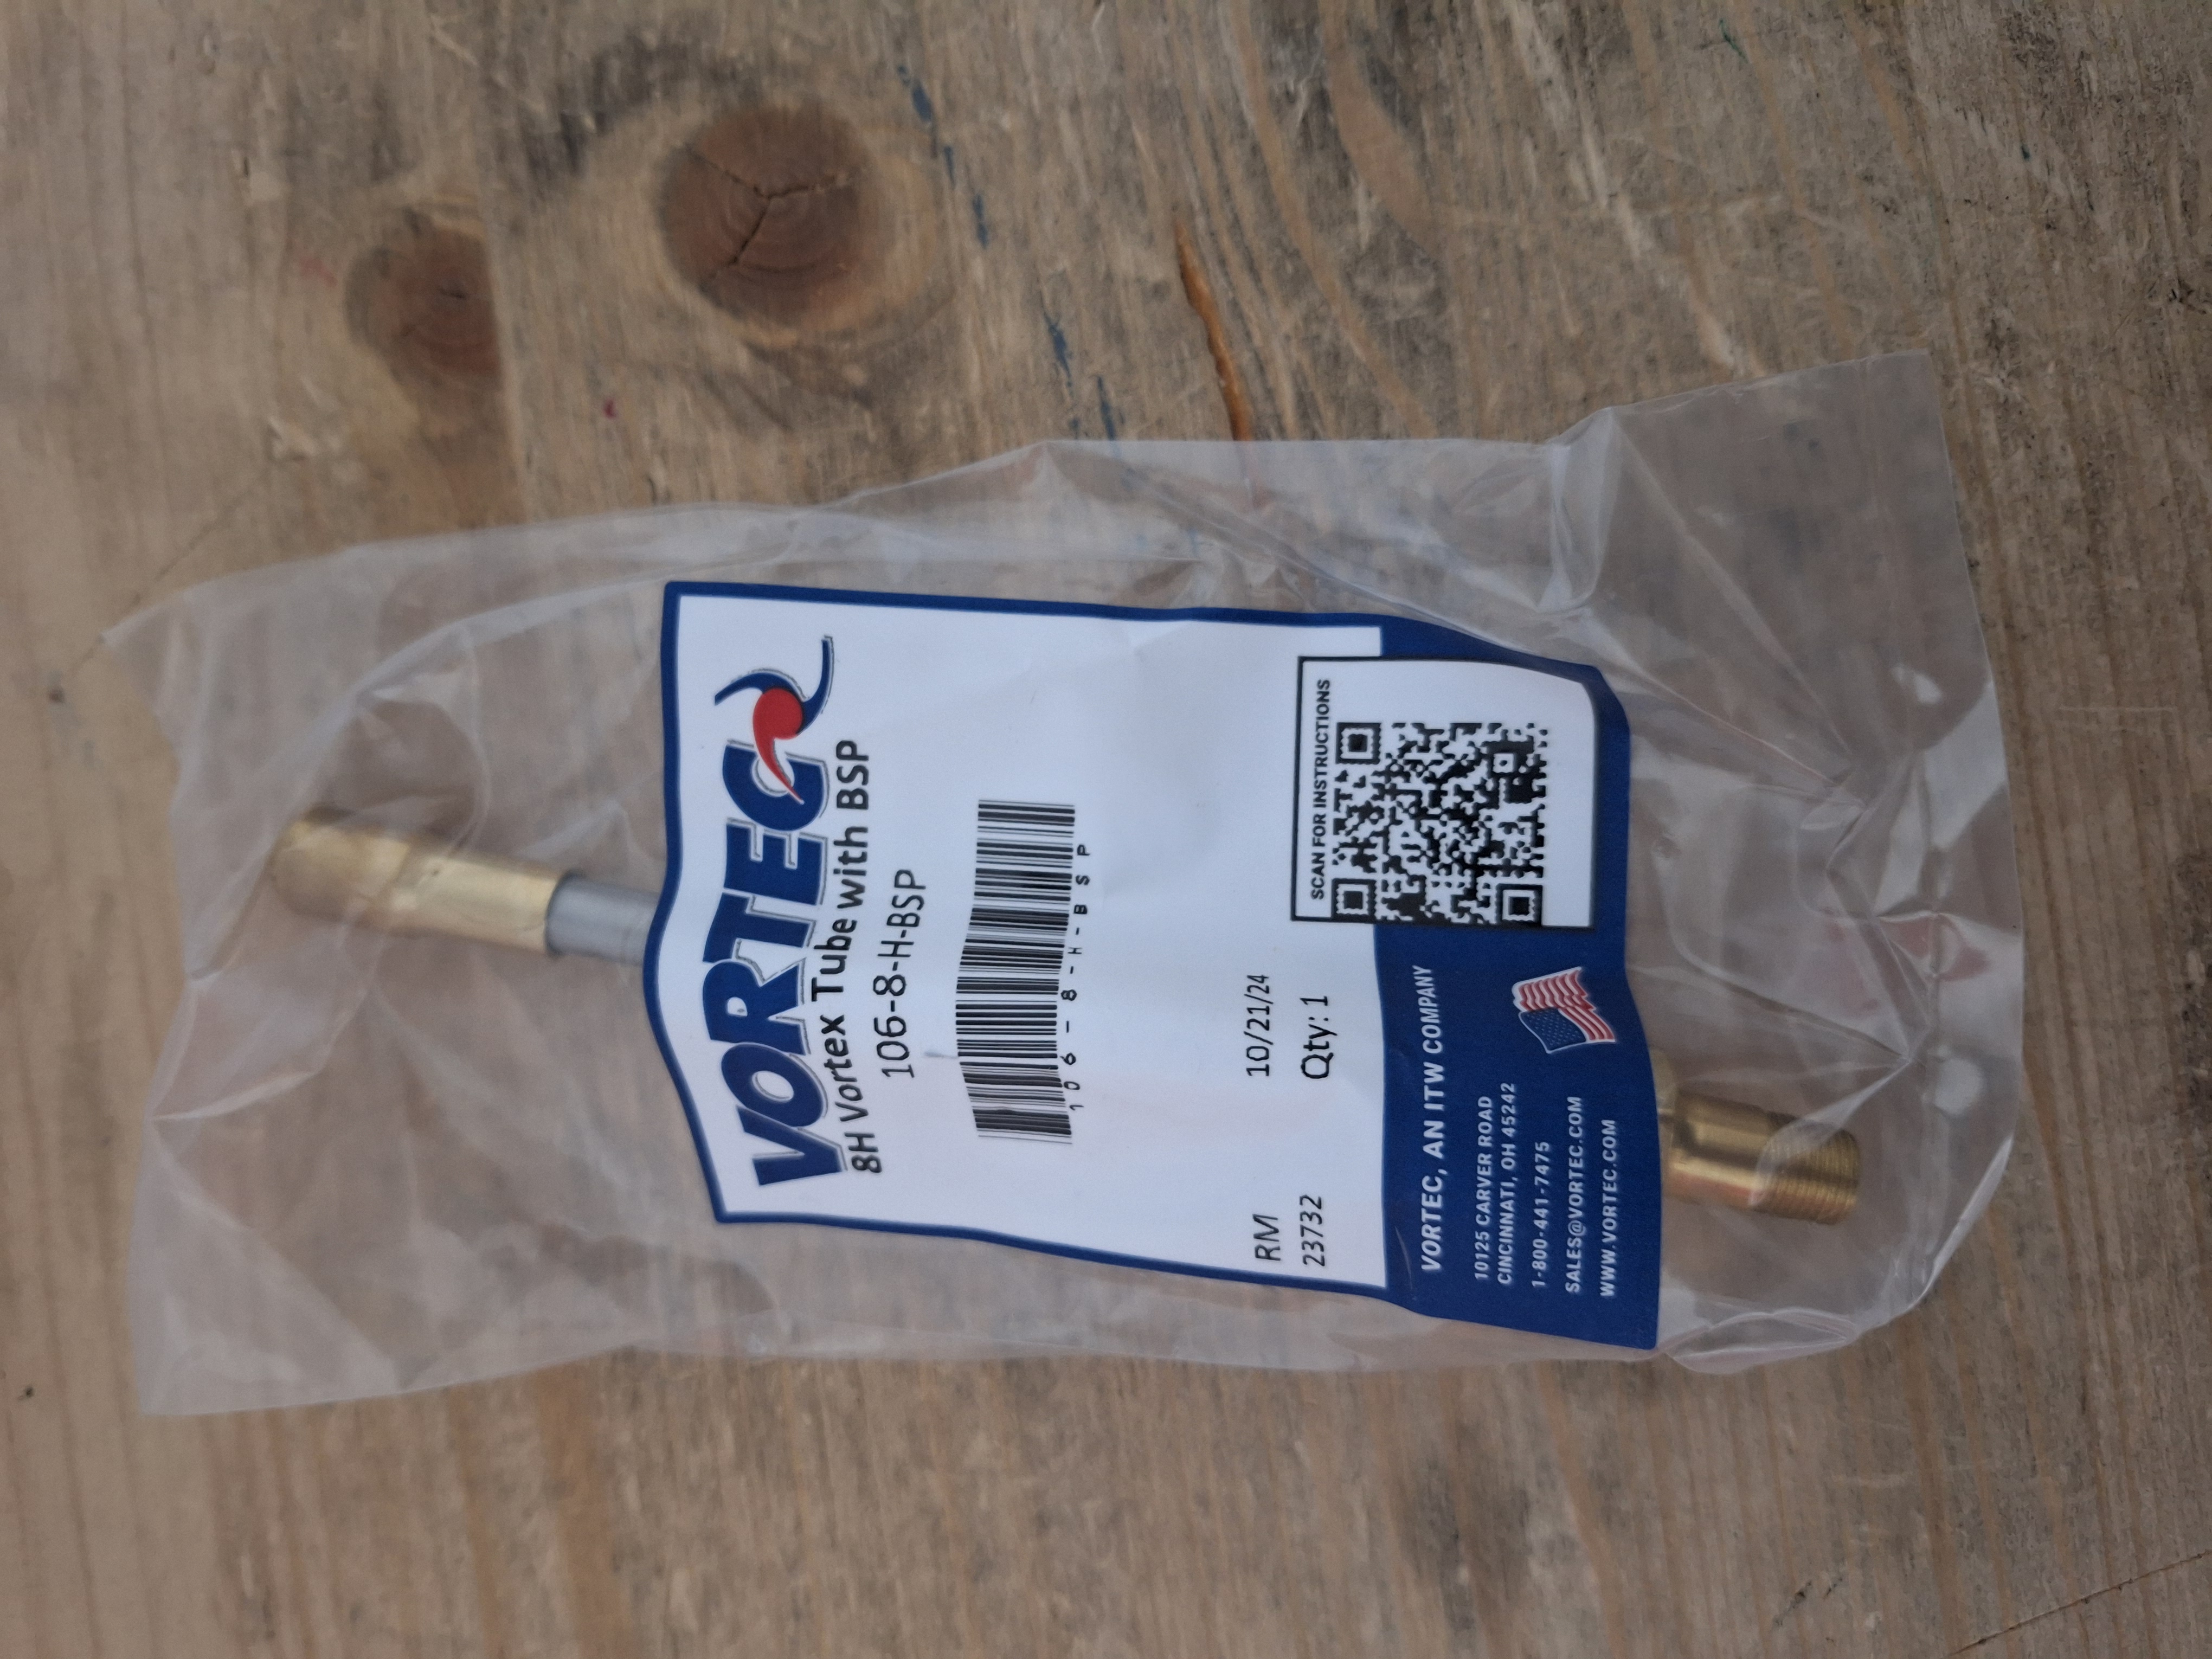 VORTEC
8H Vortex Tube with BSP
106-8-H-BSP
106-8-H-BSP
RM
10/21/24
23732
Qty: 1
SCAN FOR INSTRUCTIONS
VORTEC, AN ITW COMPANY
10125 CARVER ROAD
CINCINNATI, OH 45242
1-800-441-7475
SALES@VORTEC.COM
WWW.VORTEC.COM